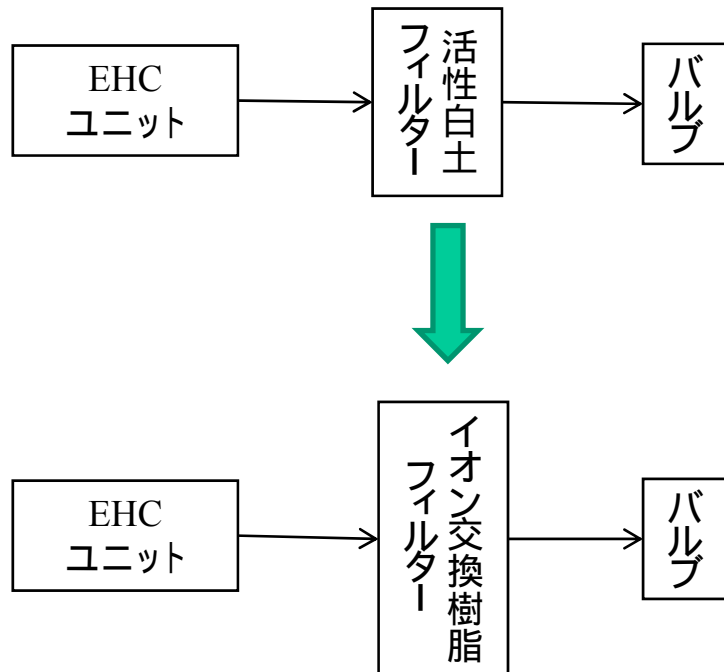 EHC
ユニット
活性白土
フィルター
バルブ
EHC
ユニット
イオン交換樹脂
フィルター
バルブ